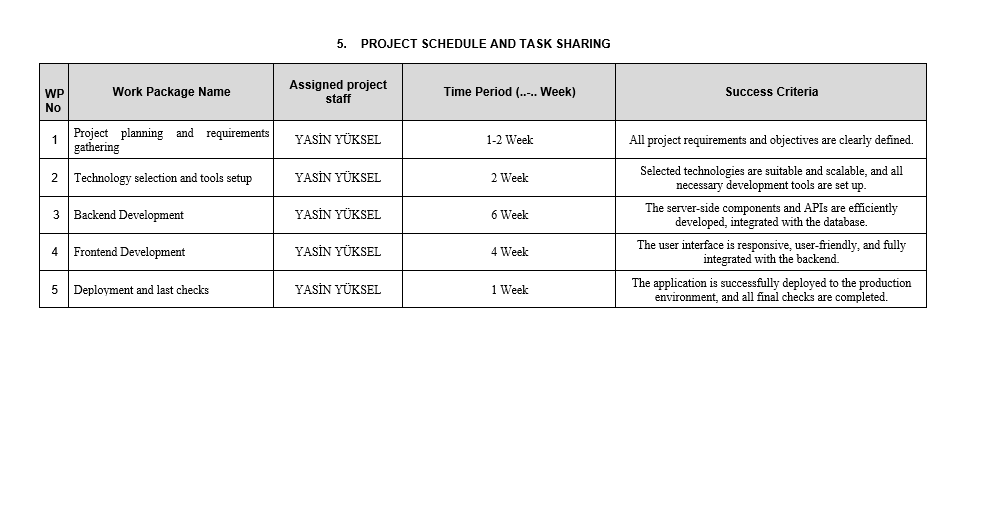 5. PROJECT SCHEDULE AND TASK SHARING
WP No Work Package Name Assigned project staff Time Period (..-.. Week) Success Criteria
1 Project planning and requirements gathering YASİN YÜKSEL 1-2 Week All project requirements and objectives are clearly defined.
2 Technology selection and tools setup YASİN YÜKSEL 2 Week Selected technologies are suitable and scalable, and all necessary development tools are set up.
3 Backend Development YASİN YÜKSEL 6 Week The server-side components and APIs are efficiently developed, integrated with the database.
4 Frontend Development YASİN YÜKSEL 4 Week The user interface is responsive, user-friendly, and fully integrated with the backend.
5 Deployment and last checks YASİN YÜKSEL 1 Week The application is successfully deployed to the production environment, and all final checks are completed.